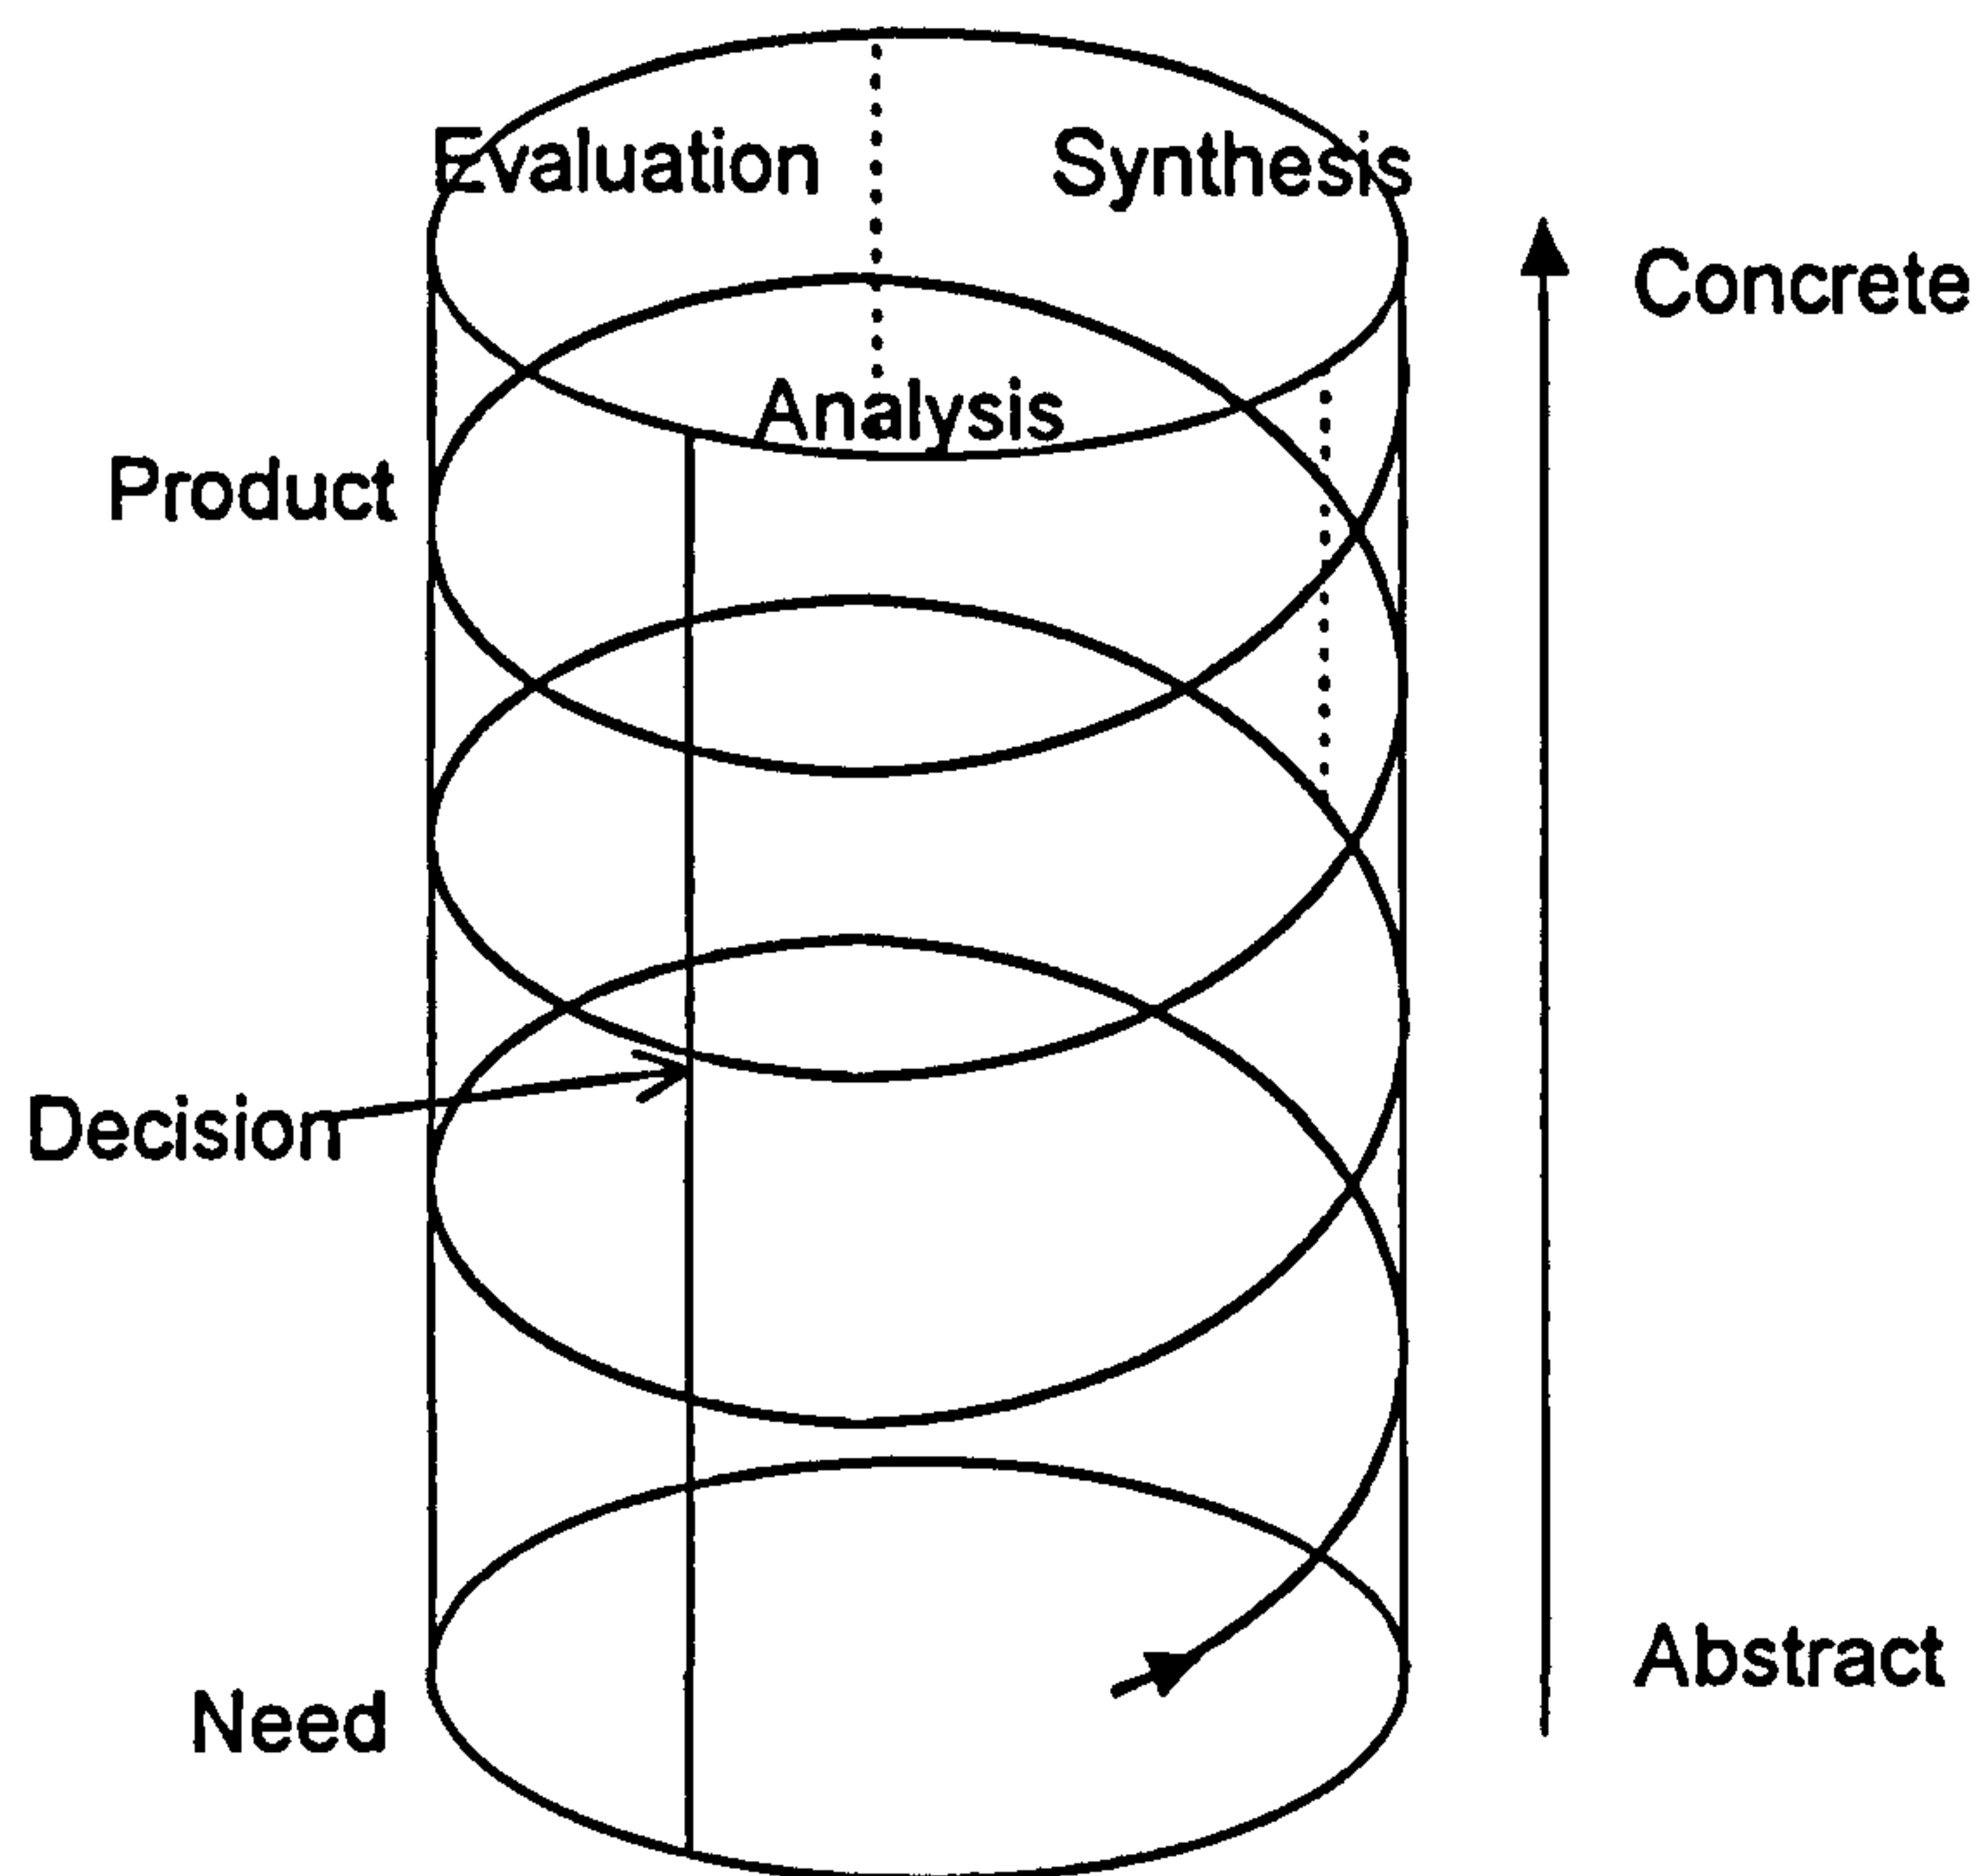 Evaluation
Synthesis
Concrete
Analysis
Product
Decision
Abstract
Need